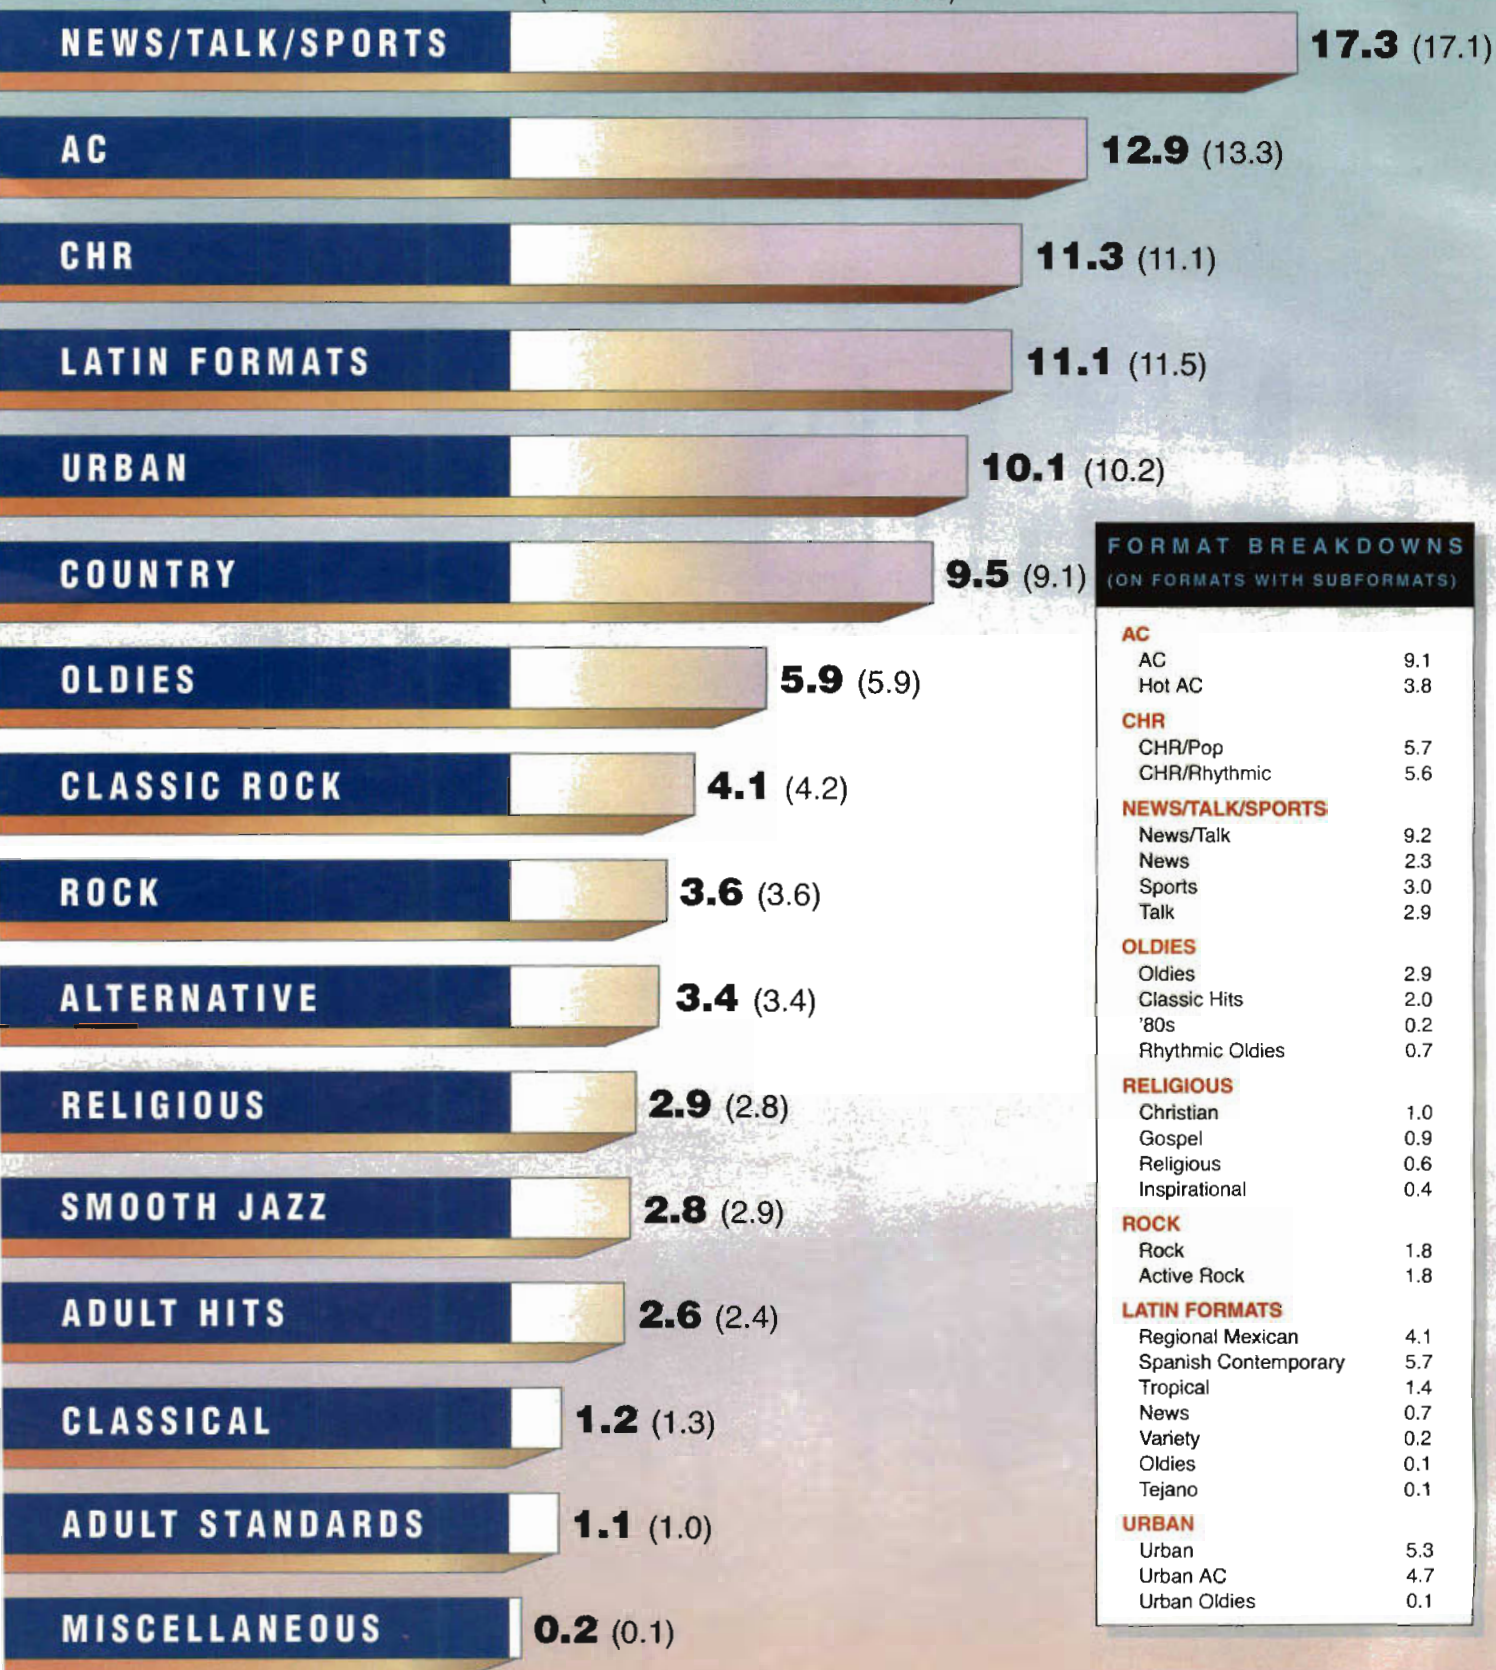 NEWS/TALK/SPORTS 17.3 (17.1)
AC 12.9 (13.3)
CHR 11.3 (11.1)
LATIN FORMATS 11.1 (11.5)
URBAN 10.1 (10.2)
COUNTRY 9.5 (9.1)
OLDIES 5.9 (5.9)
CLASSIC ROCK 4.1 (4.2)
ROCK 3.6 (3.6)
ALTERNATIVE 3.4 (3.4)
RELIGIOUS 2.9 (2.8)
SMOOTH JAZZ 2.8 (2.9)
ADULT HITS 2.6 (2.4)
CLASSICAL 1.2 (1.3)
ADULT STANDARDS 1.1 (1.0)
MISCELLANEOUS 0.2 (0.1)
FORMAT BREAKDOWNS
(ON FORMATS WITH SUBFORMATS)
AC
AC 9.1
Hot AC 3.8
CHR
CHR/Pop 5.7
CHR/Rhythmic 5.6
NEWS/TALK/SPORTS
News/Talk 9.2
News 2.3
Sports 3.0
Talk 2.9
OLDIES
Oldies 2.9
Classic Hits 2.0
'80s 0.2
Rhythmic Oldies 0.7
RELIGIOUS
Christian 1.0
Gospel 0.9
Religious 0.6
Inspirational 0.4
ROCK
Rock 1.8
Active Rock 1.8
LATIN FORMATS
Regional Mexican 4.1
Spanish Contemporary 5.7
Tropical 1.4
News 0.7
Variety 0.2
Oldies 0.1
Tejano 0.1
URBAN
Urban 5.3
Urban AC 4.7
Urban Oldies 0.1